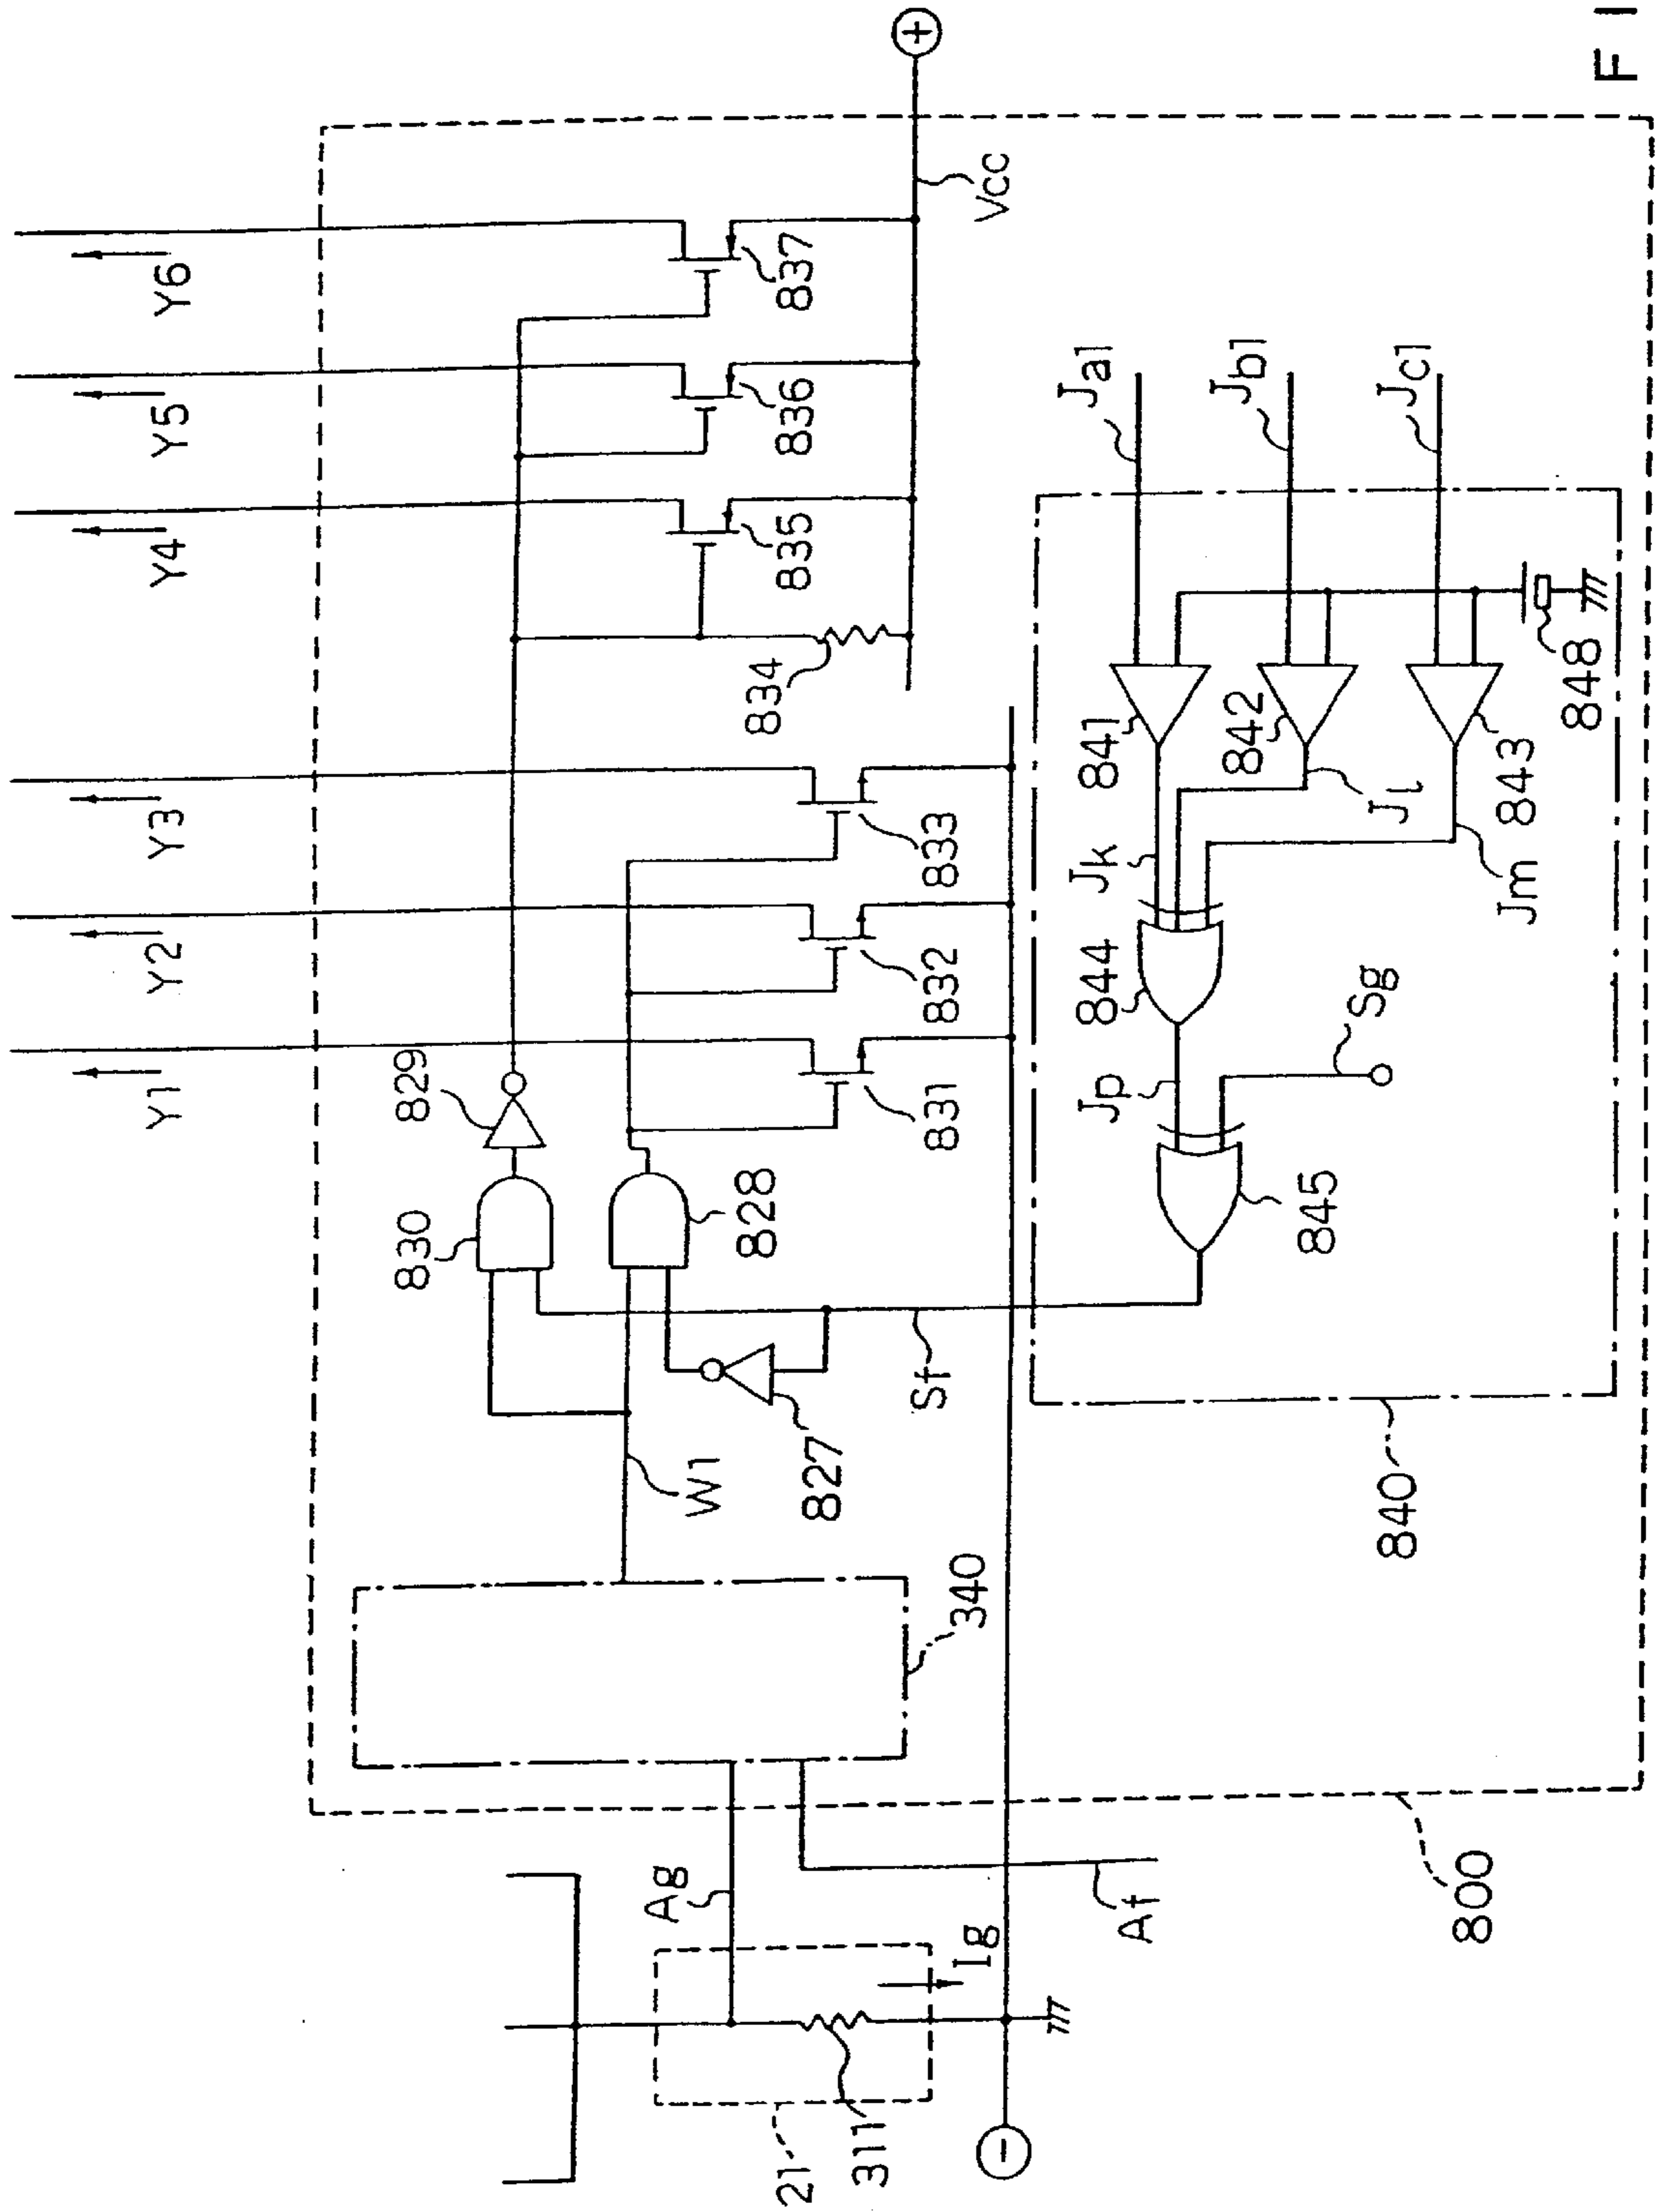 Y1
Y2
Y3
Y4
Y5
Y6
829
830
828
W1
827
Sf
831
832
833
834
835
836
837
Vcc
+
340
Ag
21
311
Ig
−
Af
800
840
Ja1
Jb1
Jc1
841
842
843
848
Jk
Jl
Jm
844
Jp
845
Sg
F I